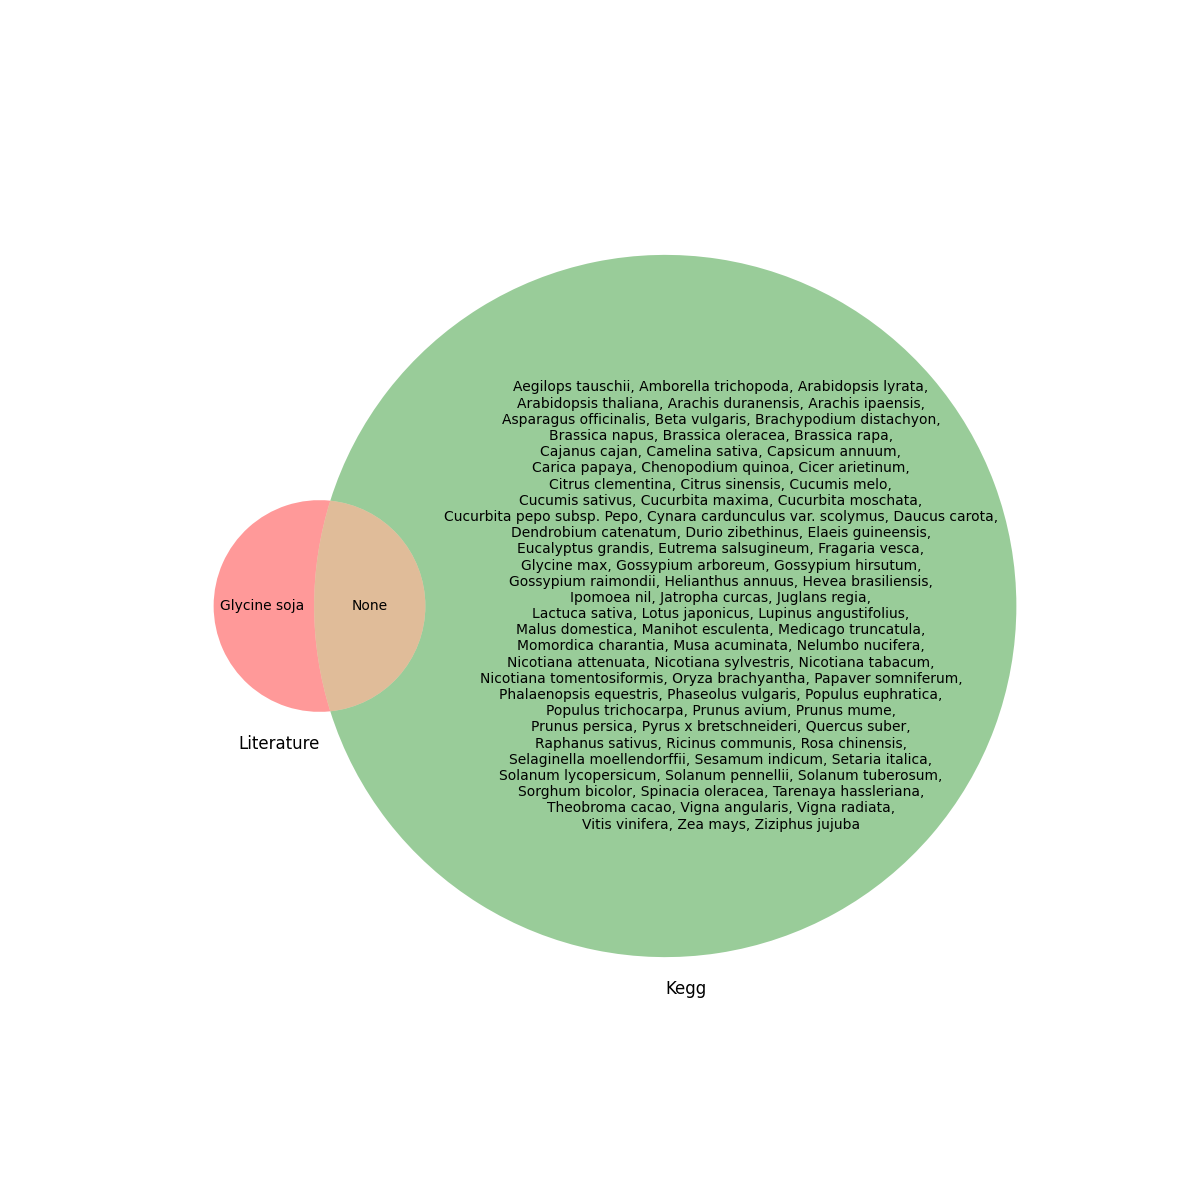 Aegilops tauschii, Amborella trichopoda, Arabidopsis lyrata,
Arabidopsis thaliana, Arachis duranensis, Arachis ipaensis,
Asparagus officinalis, Beta vulgaris, Brachypodium distachyon,
Brassica napus, Brassica oleracea, Brassica rapa,
Cajanus cajan, Camelina sativa, Capsicum annuum,
Carica papaya, Chenopodium quinoa, Cicer arietinum,
Citrus clementina, Citrus sinensis, Cucumis melo,
Cucumis sativus, Cucurbita maxima, Cucurbita moschata,
Cucurbita pepo subsp. Pepo, Cynara cardunculus var. scolymus, Daucus carota,
Dendrobium catenatum, Durio zibethinus, Elaeis guineensis,
Eucalyptus grandis, Eutrema salsugineum, Fragaria vesca,
Glycine max, Gossypium arboreum, Gossypium hirsutum,
Gossypium raimondii, Helianthus annuus, Hevea brasiliensis,
Ipomoea nil, Jatropha curcas, Juglans regia,
Lactuca sativa, Lotus japonicus, Lupinus angustifolius,
Malus domestica, Manihot esculenta, Medicago truncatula,
Momordica charantia, Musa acuminata, Nelumbo nucifera,
Nicotiana attenuata, Nicotiana sylvestris, Nicotiana tabacum,
Nicotiana tomentosiformis, Oryza brachyantha, Papaver somniferum,
Phalaenopsis equestris, Phaseolus vulgaris, Populus euphratica,
Populus trichocarpa, Prunus avium, Prunus mume,
Prunus persica, Pyrus x bretschneideri, Quercus suber,
Raphanus sativus, Ricinus communis, Rosa chinensis,
Selaginella moellendorffii, Sesamum indicum, Setaria italica,
Solanum lycopersicum, Solanum pennellii, Solanum tuberosum,
Sorghum bicolor, Spinacia oleracea, Tarenaya hassleriana,
Theobroma cacao, Vigna angularis, Vigna radiata,
Vitis vinifera, Zea mays, Ziziphus jujuba
Glycine soja
None
Literature
Kegg